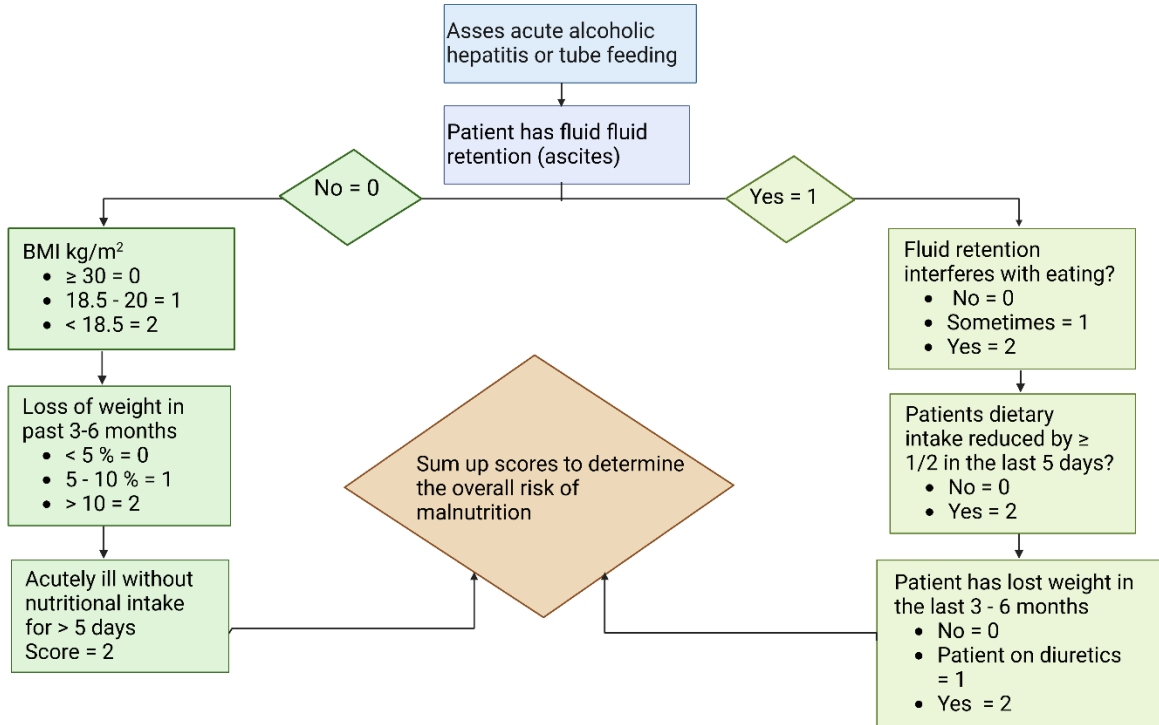 Asses acute alcoholic
hepatitis or tube feeding
Patient has fluid fluid
retention (ascites)
No = 0
Yes = 1
BMI kg/m²
• ≥ 30 = 0
• 18.5 - 20 = 1
• < 18.5 = 2
Loss of weight in
past 3-6 months
• < 5 % = 0
• 5 - 10 % = 1
• > 10 = 2
Acutely ill without
nutritional intake
for > 5 days
Score = 2
Fluid retention
interferes with eating?
• No = 0
• Sometimes = 1
• Yes = 2
Patients dietary
intake reduced by ≥
1/2 in the last 5 days?
• No = 0
• Yes = 2
Patient has lost weight in
the last 3 - 6 months
• No = 0
• Patient on diuretics
= 1
• Yes = 2
Sum up scores to determine
the overall risk of
malnutrition